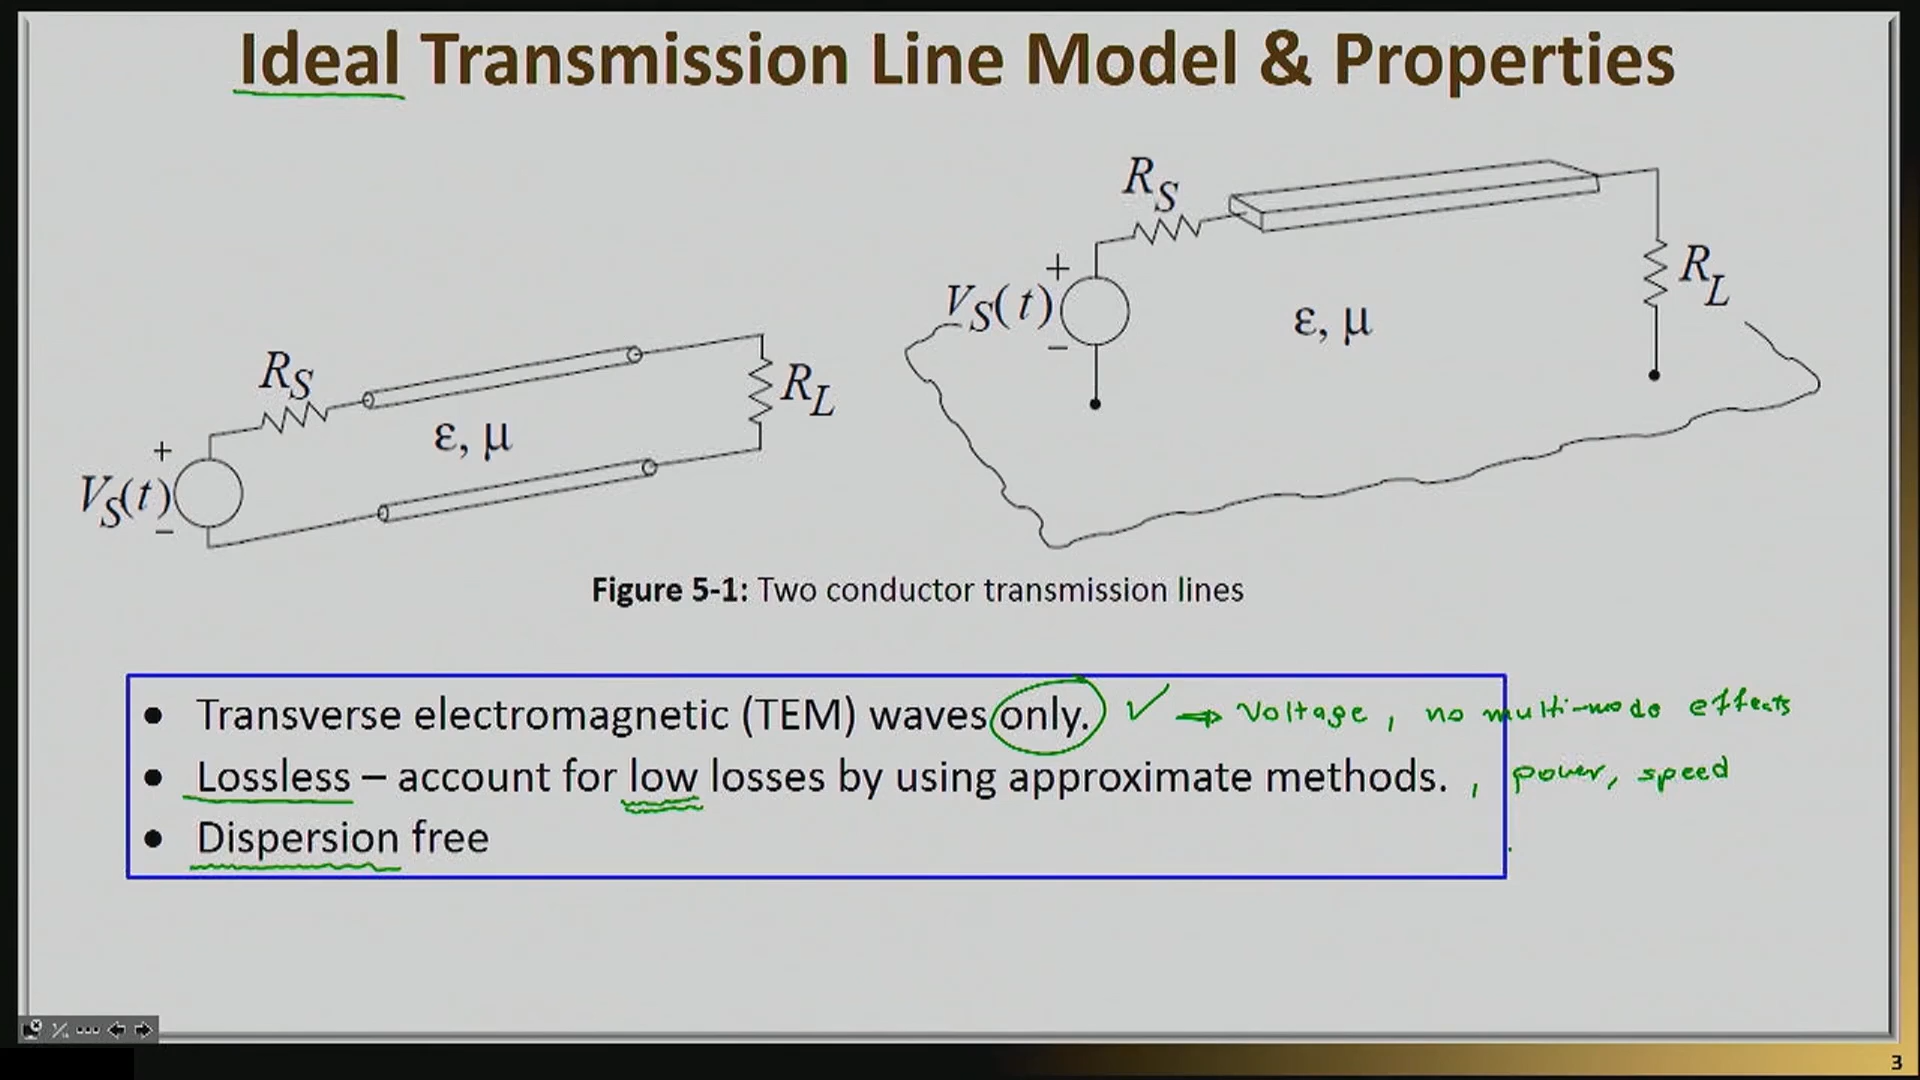 Ideal Transmission Line Model & Properties
R_S
V_S(t)
+
−
ε, μ
R_L
R_S
V_S(t)
+
−
ε, μ
R_L
Figure 5-1: Two conductor transmission lines
• Transverse electromagnetic (TEM) waves only. ✓ → Voltage, no multi-mode effects
• Lossless – account for low losses by using approximate methods. , power, speed
• Dispersion free
3